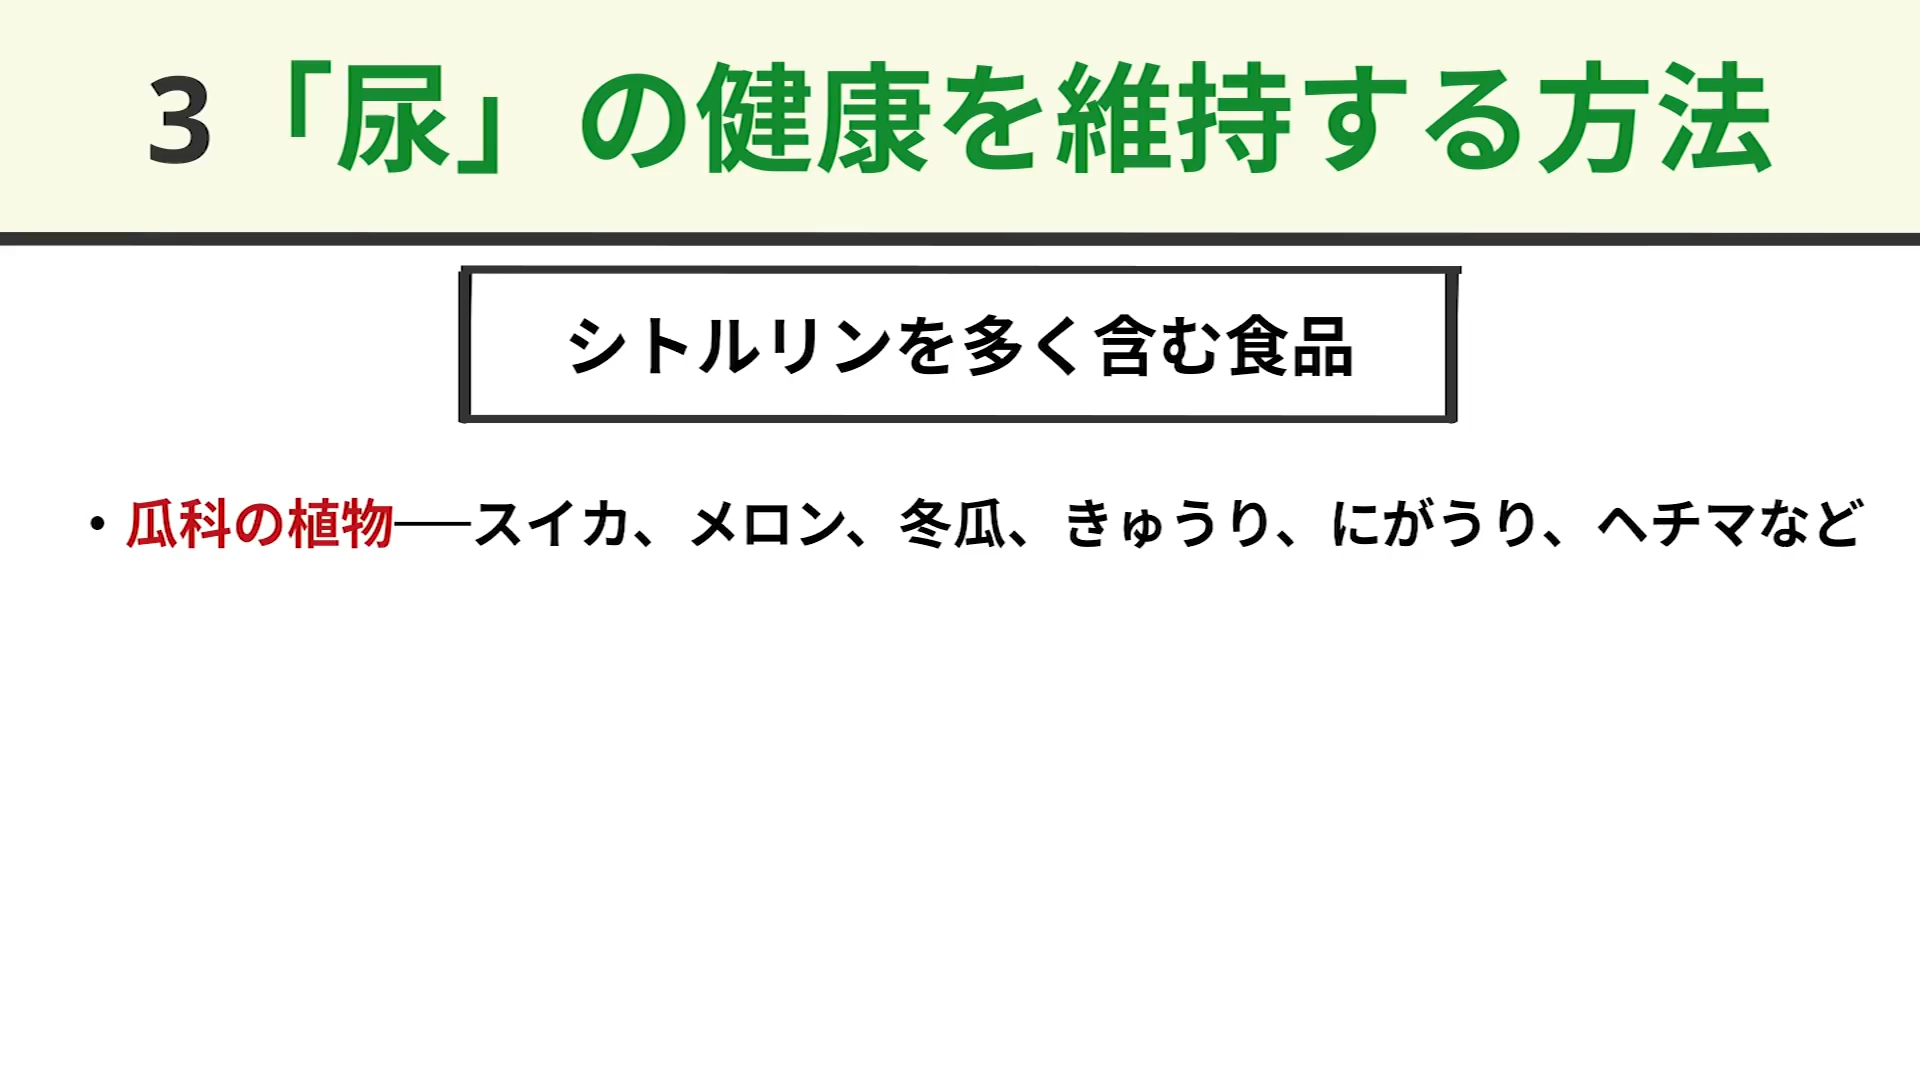 3「尿」の健康を維持する方法
シトルリンを多く含む食品
・瓜科の植物──スイカ、メロン、冬瓜、きゅうり、にがうり、ヘチマなど